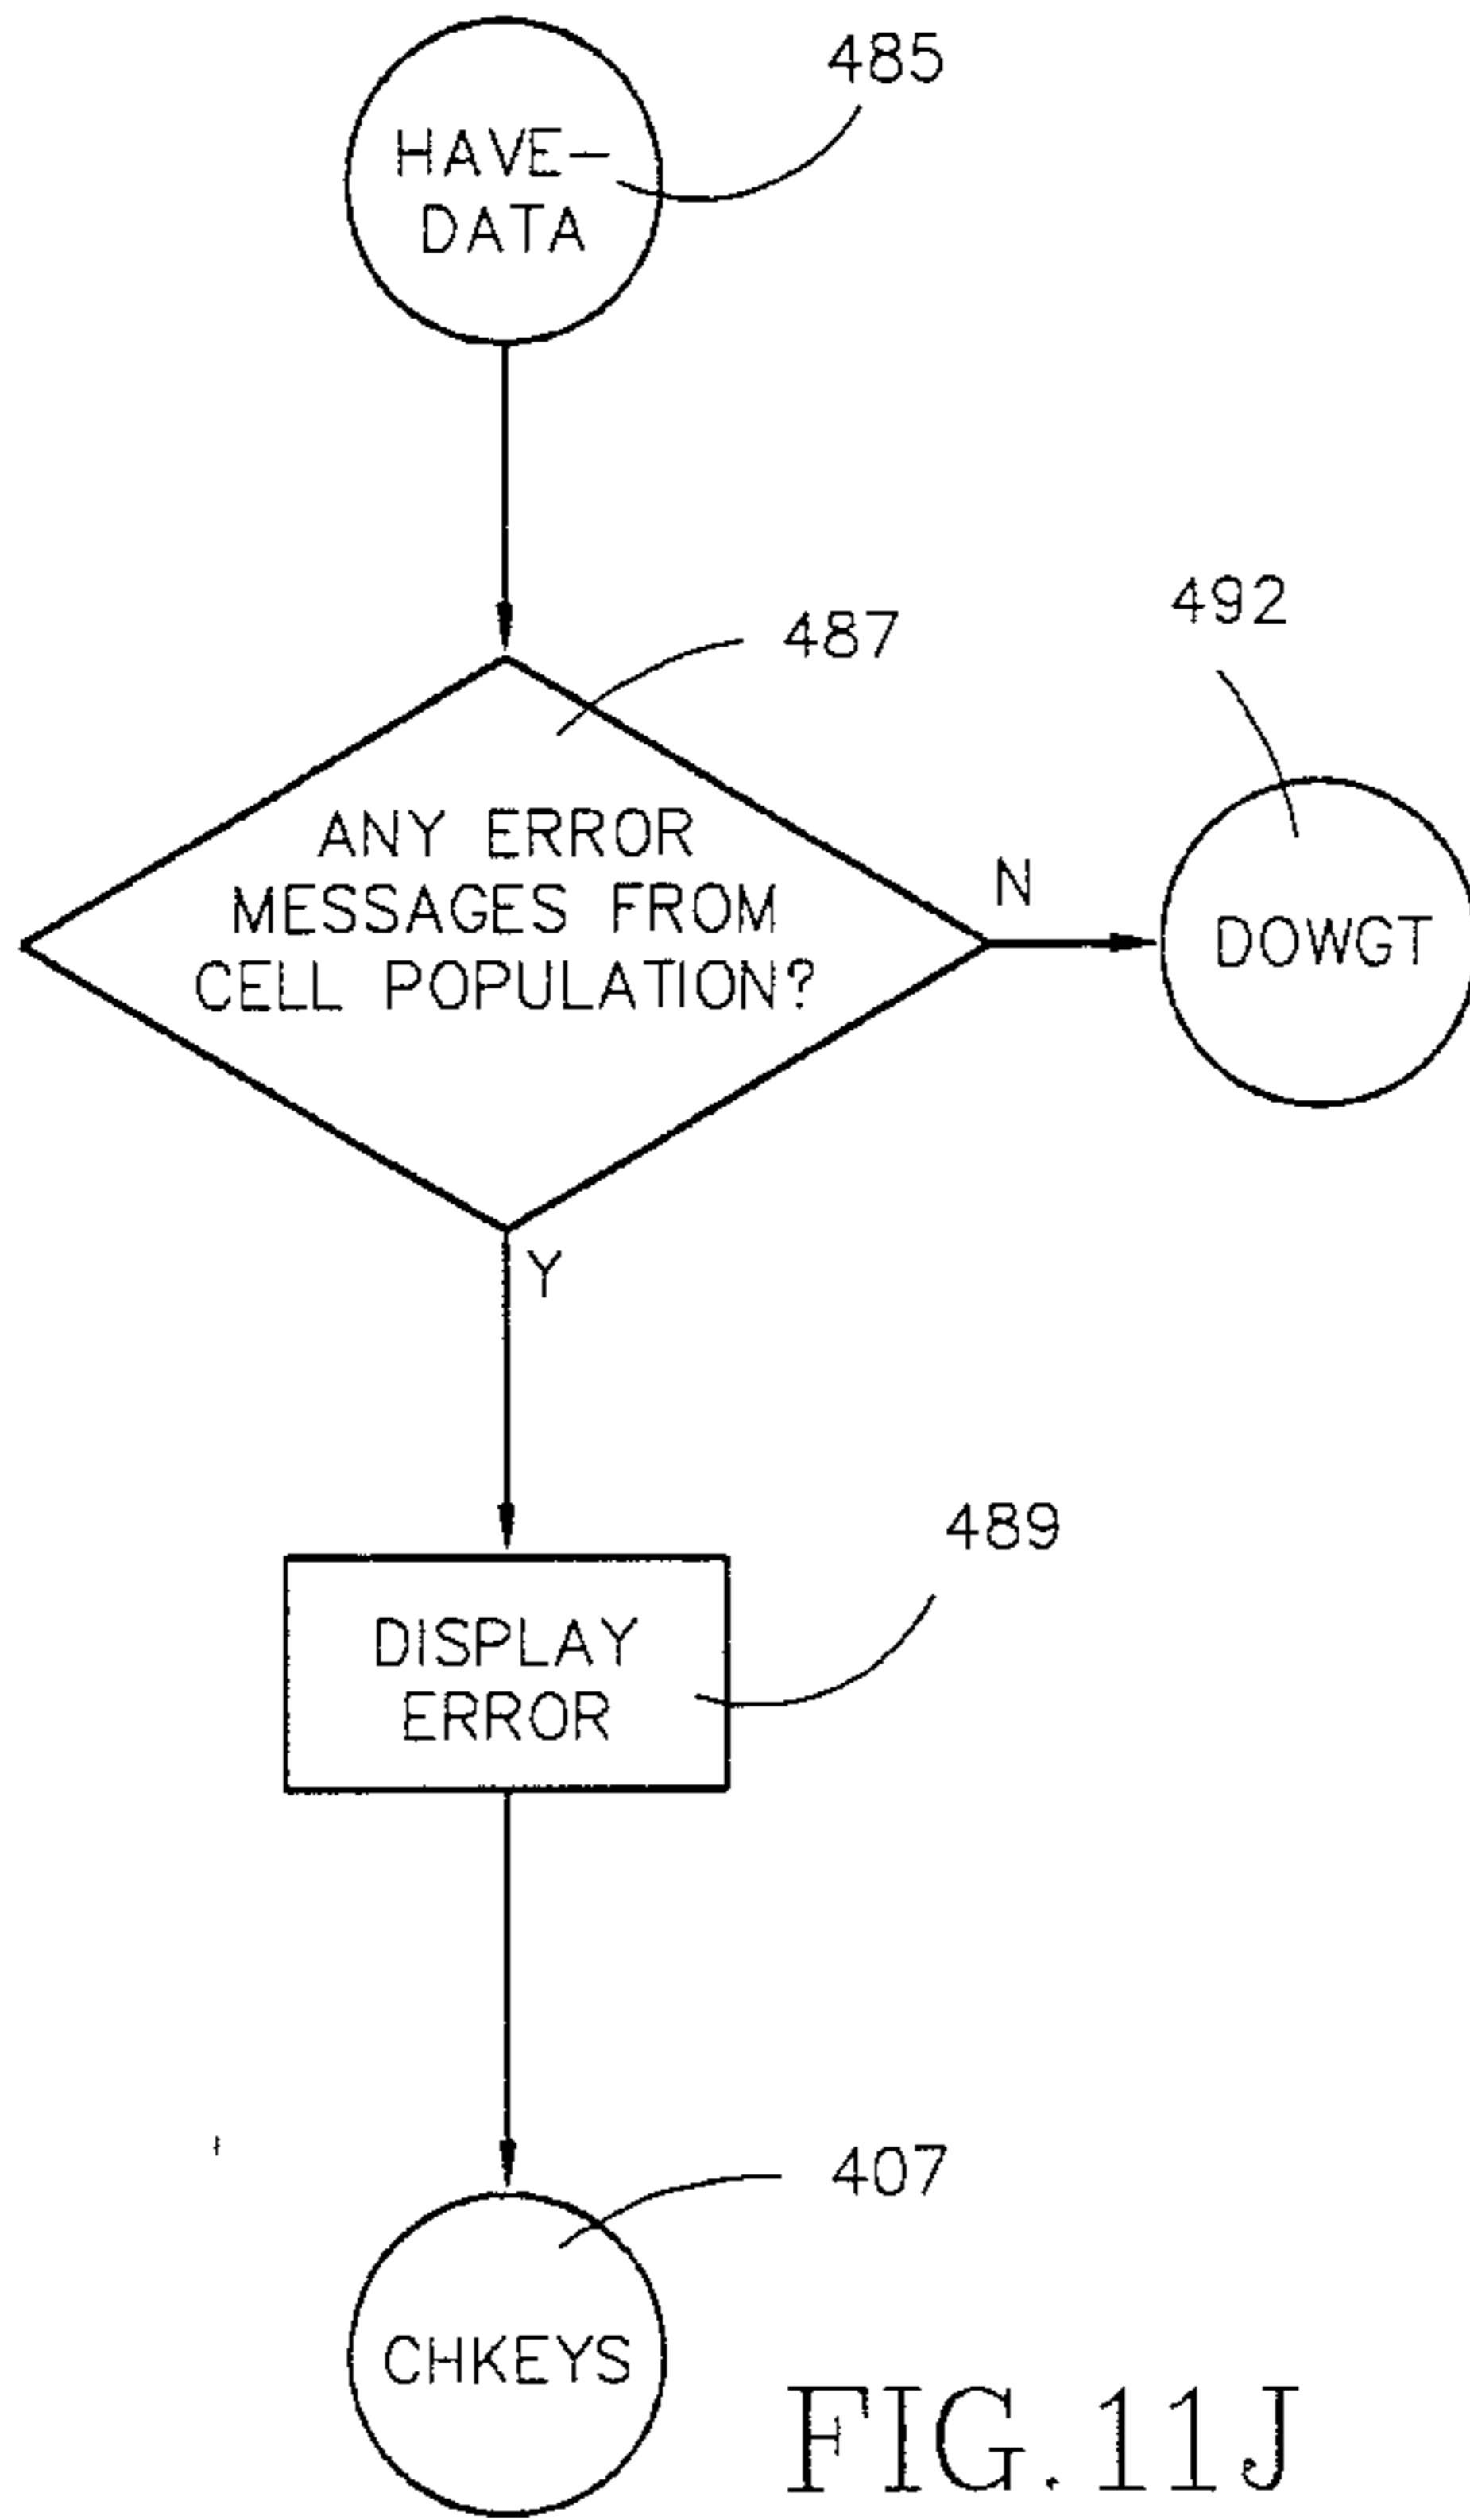 485
HAVE-
DATA
487
492
ANY ERROR
MESSAGES FROM
CELL POPULATION?
N
DOWGT
Y
489
DISPLAY
ERROR
407
CHKEYS
FIG. 11J